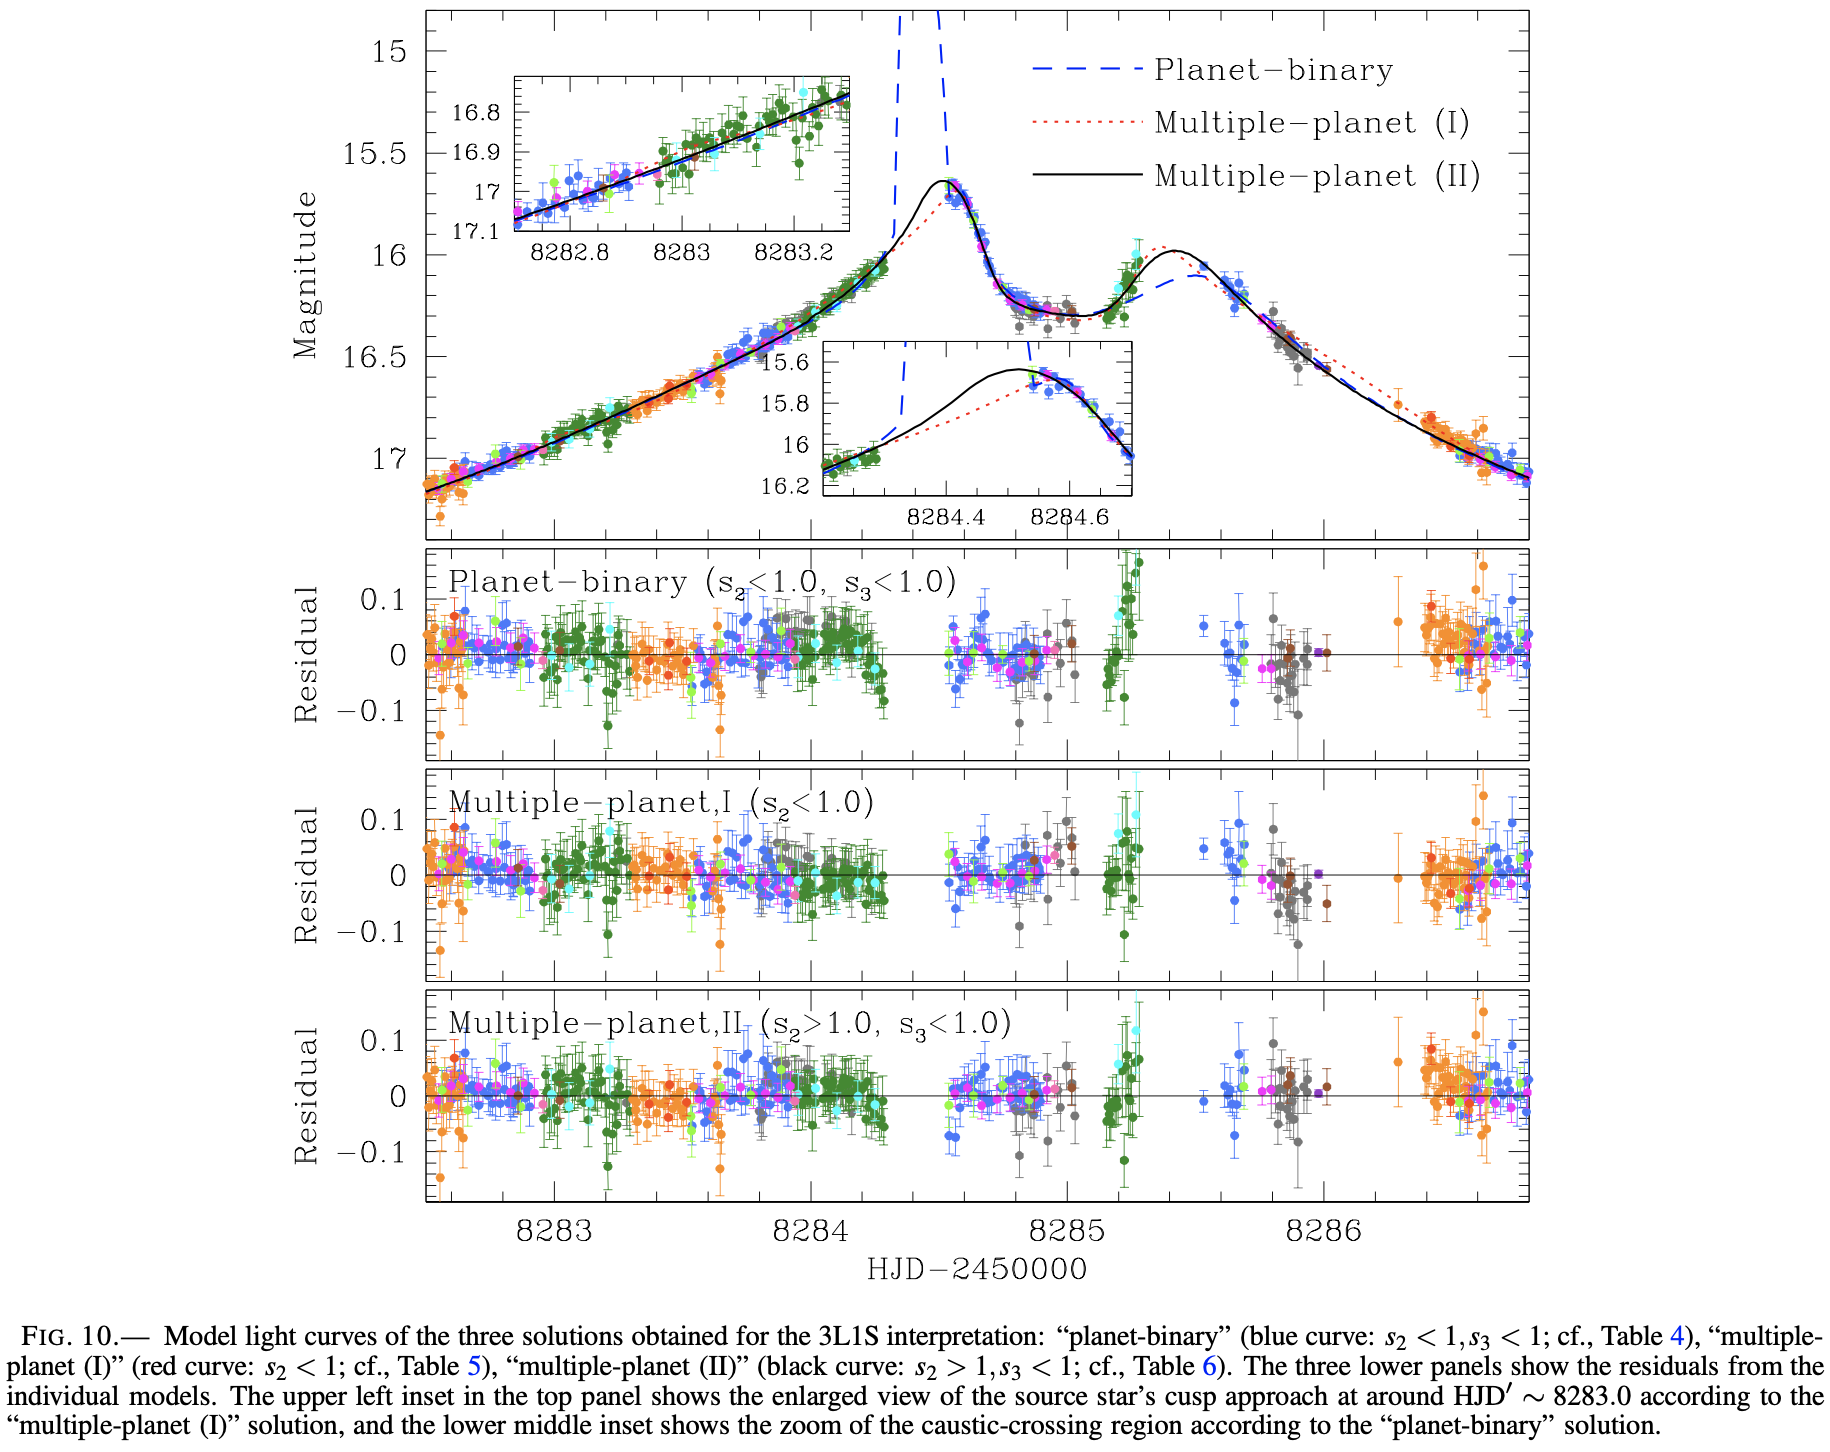 15
15.5
16
16.5
17
Magnitude
Planet-binary
Multiple-planet (I)
Multiple-planet (II)
16.8
16.9
17
17.1
8282.8 8283 8283.2
15.6
15.8
16
16.2
8284.4 8284.6
Planet-binary (s2<1.0, s3<1.0)
0.1
0
-0.1
Residual
Multiple-planet,I (s2<1.0)
0.1
0
-0.1
Residual
Multiple-planet,II (s2>1.0, s3<1.0)
0.1
0
-0.1
Residual
8283 8284 8285 8286
HJD-2450000
FIG. 10.— Model light curves of the three solutions obtained for the 3L1S interpretation: “planet-binary” (blue curve: s2 < 1, s3 < 1; cf., Table 4), “multiple-
planet (I)” (red curve: s2 < 1; cf., Table 5), “multiple-planet (II)” (black curve: s2 > 1, s3 < 1; cf., Table 6). The three lower panels show the residuals from the
individual models. The upper left inset in the top panel shows the enlarged view of the source star’s cusp approach at around HJD′ ∼ 8283.0 according to the
“multiple-planet (I)” solution, and the lower middle inset shows the zoom of the caustic-crossing region according to the “planet-binary” solution.